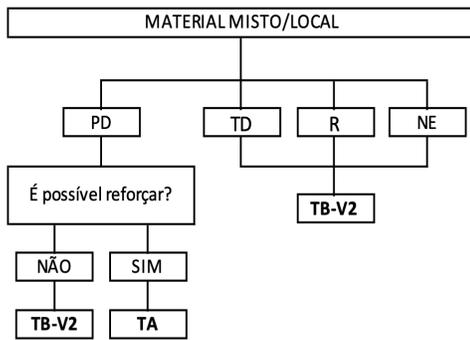 MATERIAL MISTO/LOCAL
PD
TD
R
NE
É possível reforçar?
TB-V2
NÃO
SIM
TB-V2
TA